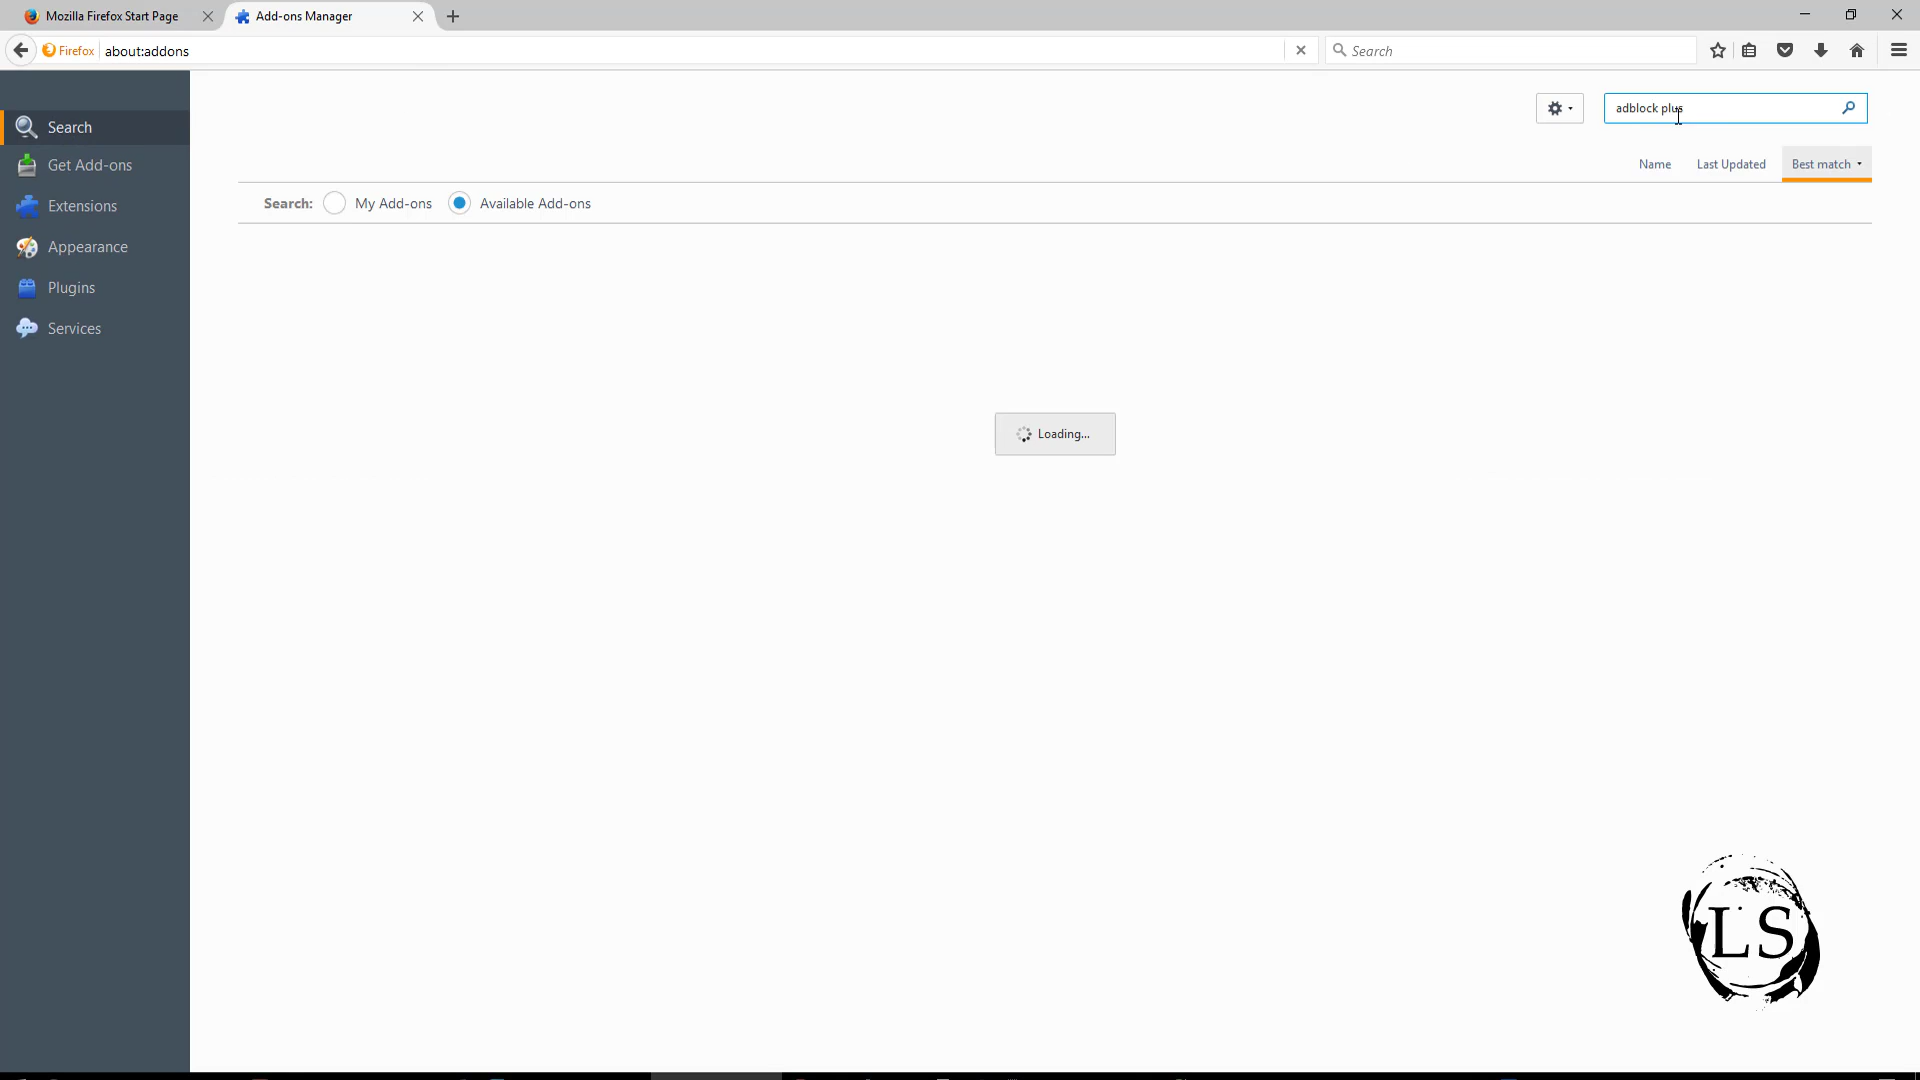 Mozilla Firefox Start Page
Add-ons Manager
Firefox about:addons
Search
adblock plus
Search
Get Add-ons
Extensions
Appearance
Plugins
Services
Name Last Updated Best match
Search: My Add-ons Available Add-ons
Loading...
LS